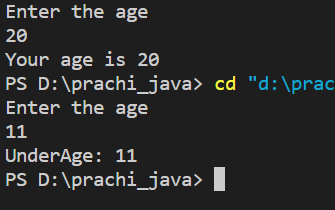 Enter the age
20
Your age is 20
PS D:\prachi_java> cd "d:\prac
Enter the age
11
UnderAge: 11
PS D:\prachi_java>